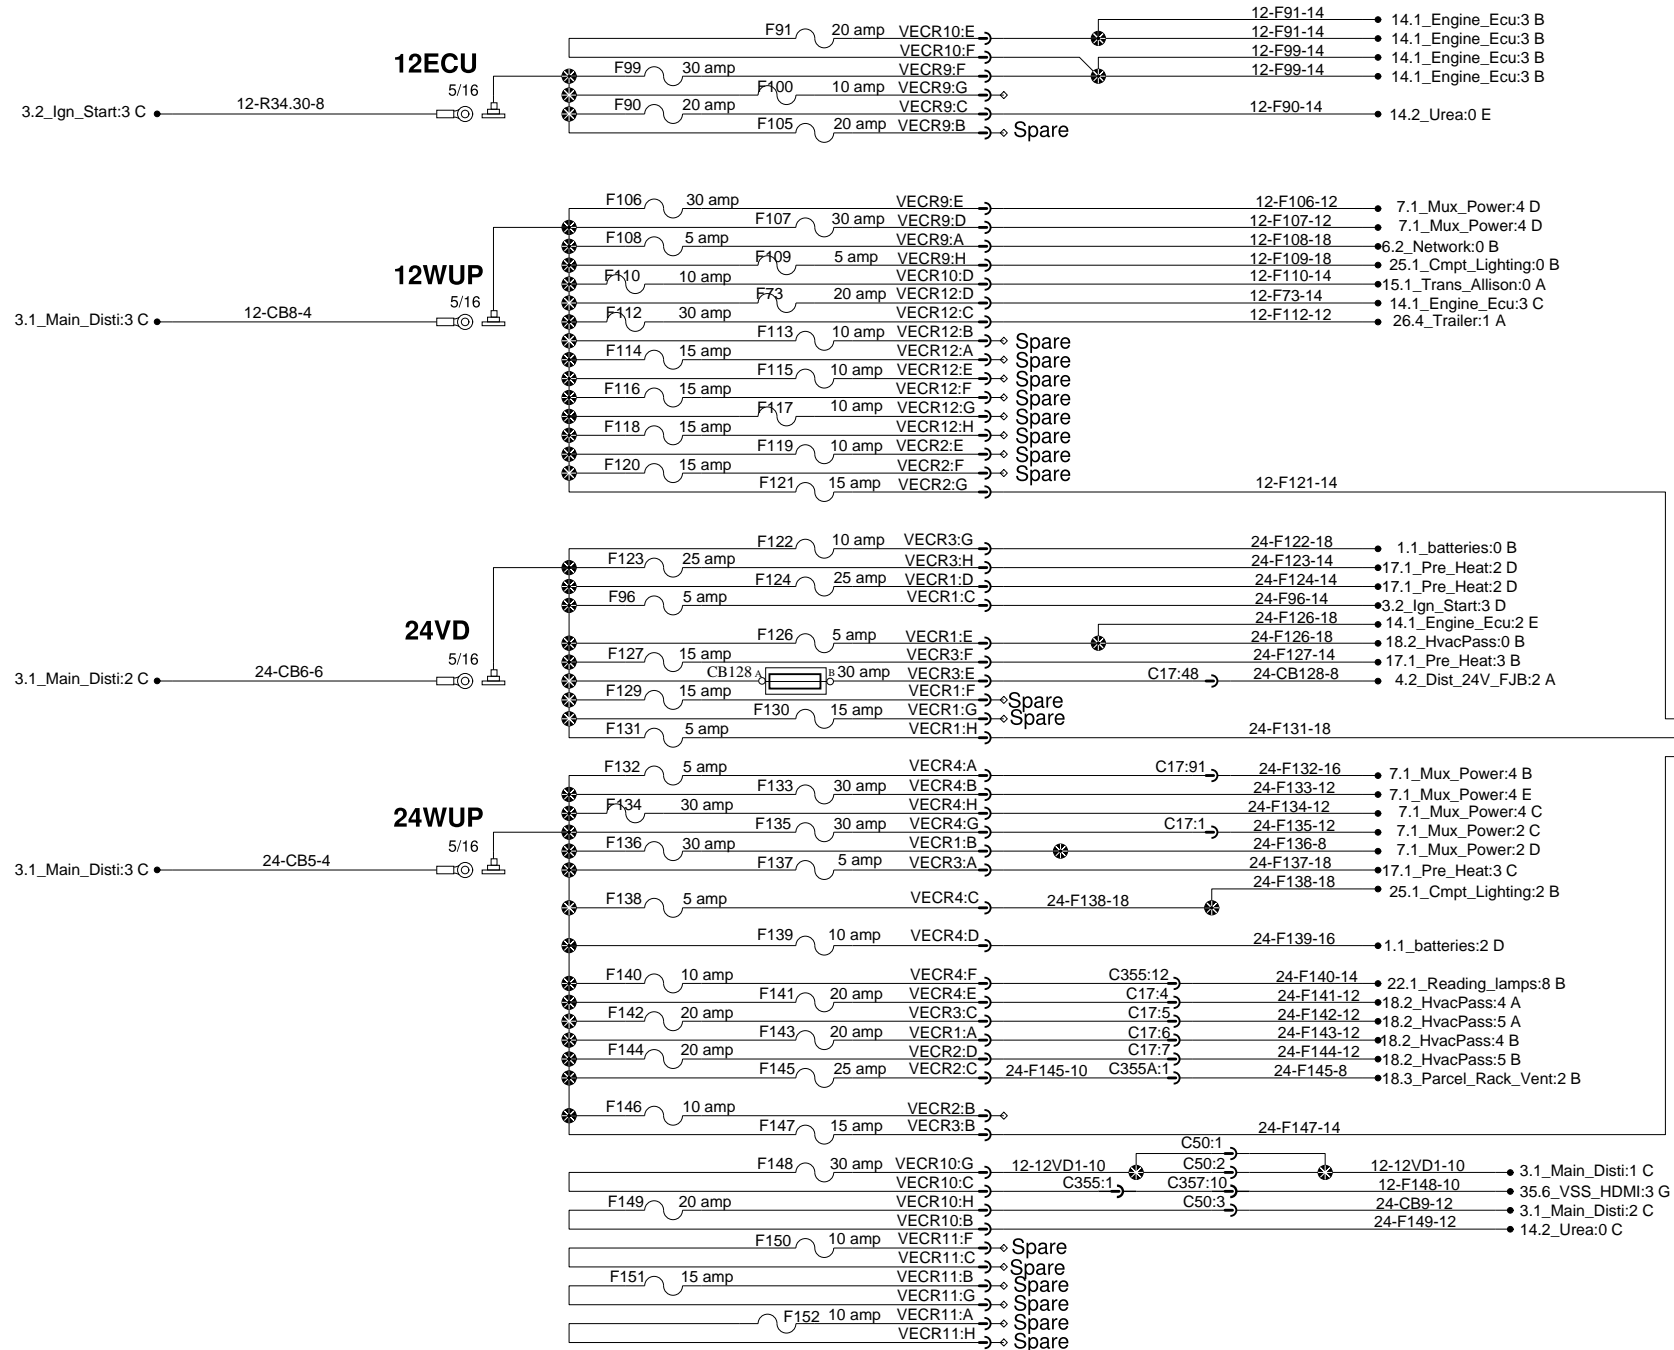 F91 20 amp VECR10:E 12-F91-14 14.1_Engine_Ecu:3 B
12-F91-14 14.1_Engine_Ecu:3 B
VECR10:F 12-F99-14 14.1_Engine_Ecu:3 B
12ECU F99 30 amp VECR9:F 12-F99-14 14.1_Engine_Ecu:3 B
5/16 F100 10 amp VECR9:G
3.2_Ign_Start:3 C 12-R34.30-8 F90 20 amp VECR9:C 12-F90-14 14.2_Urea:0 E
F105 20 amp VECR9:B Spare
F106 30 amp VECR9:E 12-F106-12 7.1_Mux_Power:4 D
F107 30 amp VECR9:D 12-F107-12 7.1_Mux_Power:4 D
F108 5 amp VECR9:A 12-F108-18 6.2_Network:0 B
F109 5 amp VECR9:H 12-F109-18 25.1_Cmpt_Lighting:0 B
12WUP F110 10 amp VECR10:D 12-F110-14 15.1_Trans_Allison:0 A
5/16 F73 20 amp VECR12:D 12-F73-14 14.1_Engine_Ecu:3 C
3.1_Main_Disti:3 C 12-CB8-4 F112 30 amp VECR12:C 12-F112-12 26.4_Trailer:1 A
F113 10 amp VECR12:B Spare
F114 15 amp VECR12:A Spare
F115 10 amp VECR12:E Spare
F116 15 amp VECR12:F Spare
F117 10 amp VECR12:G Spare
F118 15 amp VECR12:H Spare
F119 10 amp VECR2:E Spare
F120 15 amp VECR2:F Spare
F121 15 amp VECR2:G 12-F121-14
F122 10 amp VECR3:G 24-F122-18 1.1_batteries:0 B
F123 25 amp VECR3:H 24-F123-14 17.1_Pre_Heat:2 D
F124 25 amp VECR1:D 24-F124-14 17.1_Pre_Heat:2 D
F96 5 amp VECR1:C 24-F96-14 3.2_Ign_Start:3 D
24-F126-18 14.1_Engine_Ecu:2 E
24VD F126 5 amp VECR1:E 24-F126-18 18.2_HvacPass:0 B
5/16 F127 15 amp VECR3:F 24-F127-14 17.1_Pre_Heat:3 B
3.1_Main_Disti:2 C 24-CB6-6 CB128 A B 30 amp VECR3:E C17:48 24-CB128-8 4.2_Dist_24V_FJB:2 A
F129 15 amp VECR1:F Spare
F130 15 amp VECR1:G Spare
F131 5 amp VECR1:H 24-F131-18
F132 5 amp VECR4:A C17:91 24-F132-16 7.1_Mux_Power:4 B
F133 30 amp VECR4:B 24-F133-12 7.1_Mux_Power:4 E
24WUP F134 30 amp VECR4:H 24-F134-12 7.1_Mux_Power:4 C
F135 30 amp VECR4:G C17:1 24-F135-12 7.1_Mux_Power:2 C
5/16 F136 30 amp VECR1:B 24-F136-8 7.1_Mux_Power:2 D
3.1_Main_Disti:3 C 24-CB5-4 F137 5 amp VECR3:A 24-F137-18 17.1_Pre_Heat:3 C
24-F138-18 25.1_Cmpt_Lighting:2 B
F138 5 amp VECR4:C 24-F138-18
F139 10 amp VECR4:D 24-F139-16 1.1_batteries:2 D
F140 10 amp VECR4:F C355:12 24-F140-14 22.1_Reading_lamps:8 B
F141 20 amp VECR4:E C17:4 24-F141-12 18.2_HvacPass:4 A
F142 20 amp VECR3:C C17:5 24-F142-12 18.2_HvacPass:5 A
F143 20 amp VECR1:A C17:6 24-F143-12 18.2_HvacPass:4 B
F144 20 amp VECR2:D C17:7 24-F144-12 18.2_HvacPass:5 B
F145 25 amp VECR2:C 24-F145-10 C355A:1 24-F145-8 18.3_Parcel_Rack_Vent:2 B
F146 10 amp VECR2:B
F147 15 amp VECR3:B 24-F147-14
C50:1
F148 30 amp VECR10:G 12-12VD1-10 C50:2 12-12VD1-10 3.1_Main_Disti:1 C
VECR10:C C355:1 C357:10 12-F148-10 35.6_VSS_HDMI:3 G
F149 20 amp VECR10:H C50:3 24-CB9-12 3.1_Main_Disti:2 C
VECR10:B 24-F149-12 14.2_Urea:0 C
F150 10 amp VECR11:F Spare
VECR11:C Spare
F151 15 amp VECR11:B Spare
VECR11:G Spare
F152 10 amp VECR11:A Spare
VECR11:H Spare